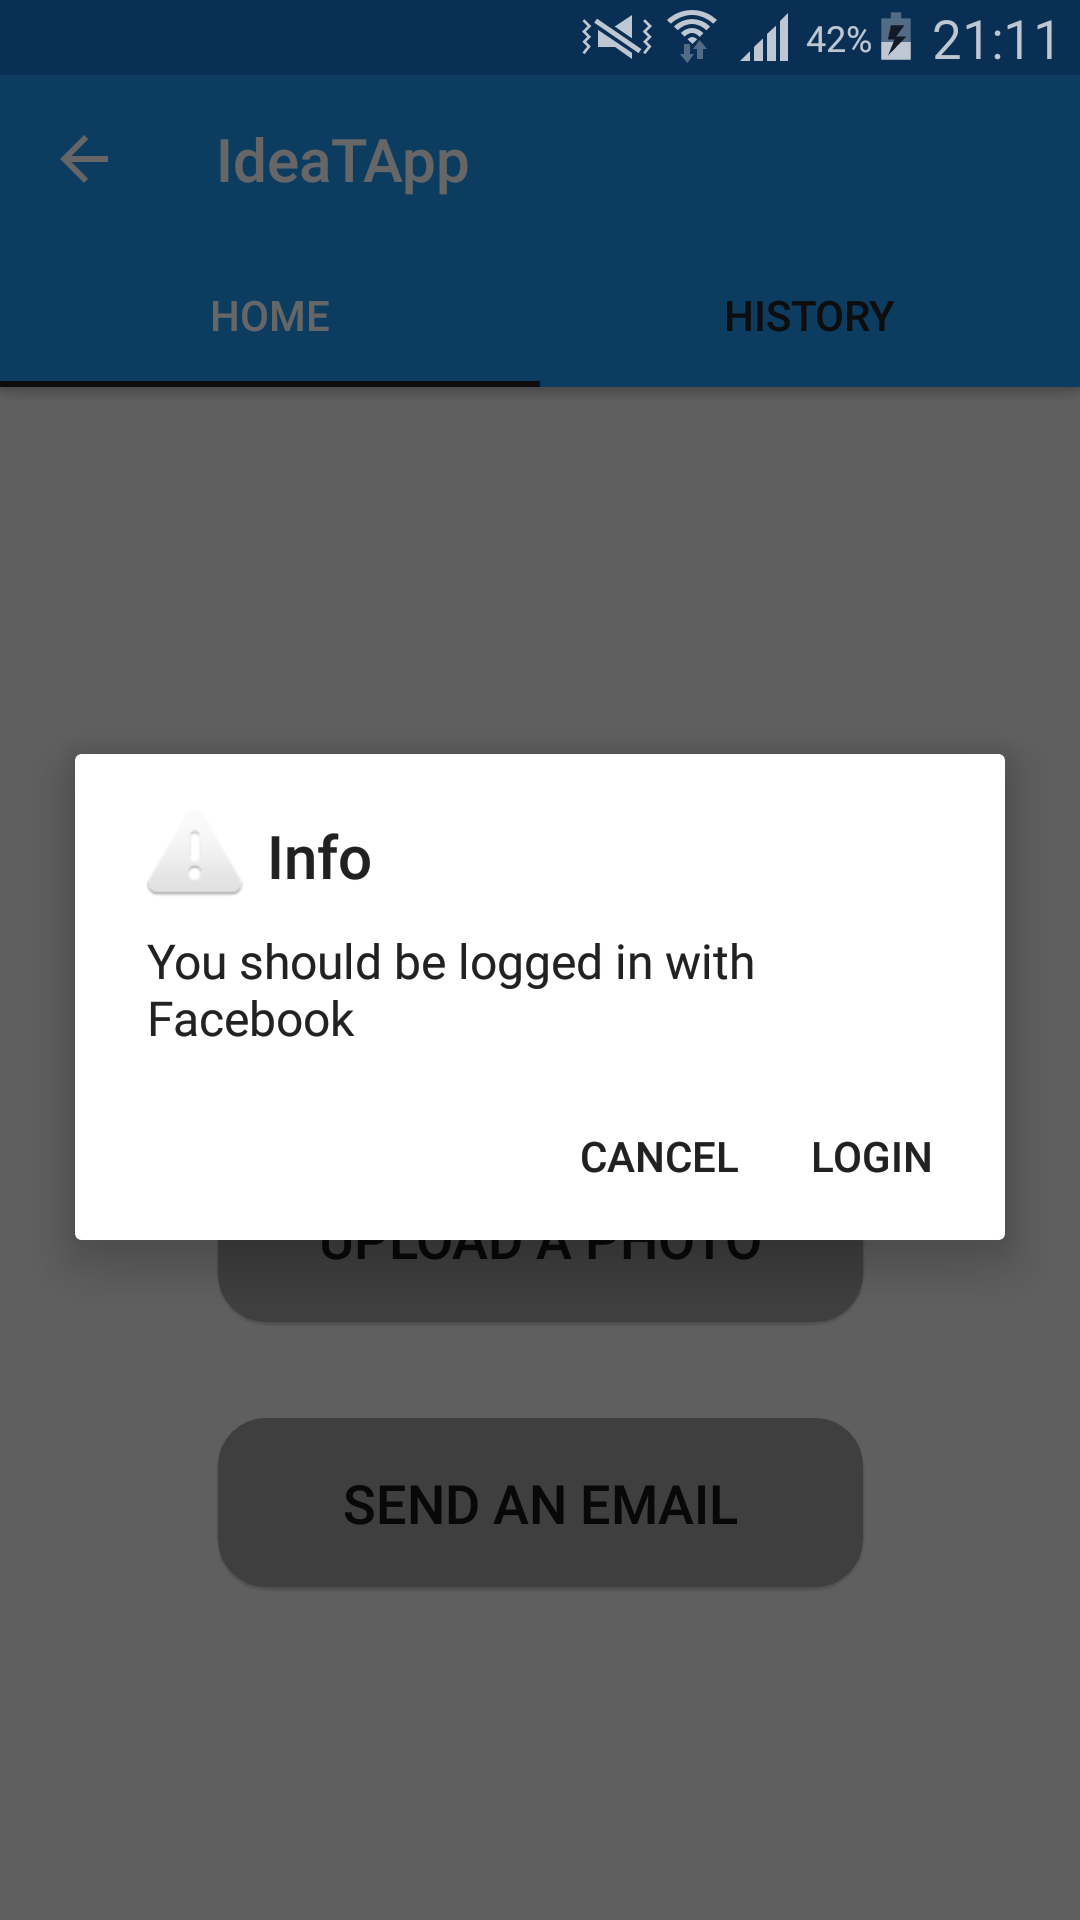 42% 21:11
IdeaTApp
HOME HISTORY
Info
You should be logged in with
Facebook
CANCEL LOGIN
UPLOAD A PHOTO
SEND AN EMAIL